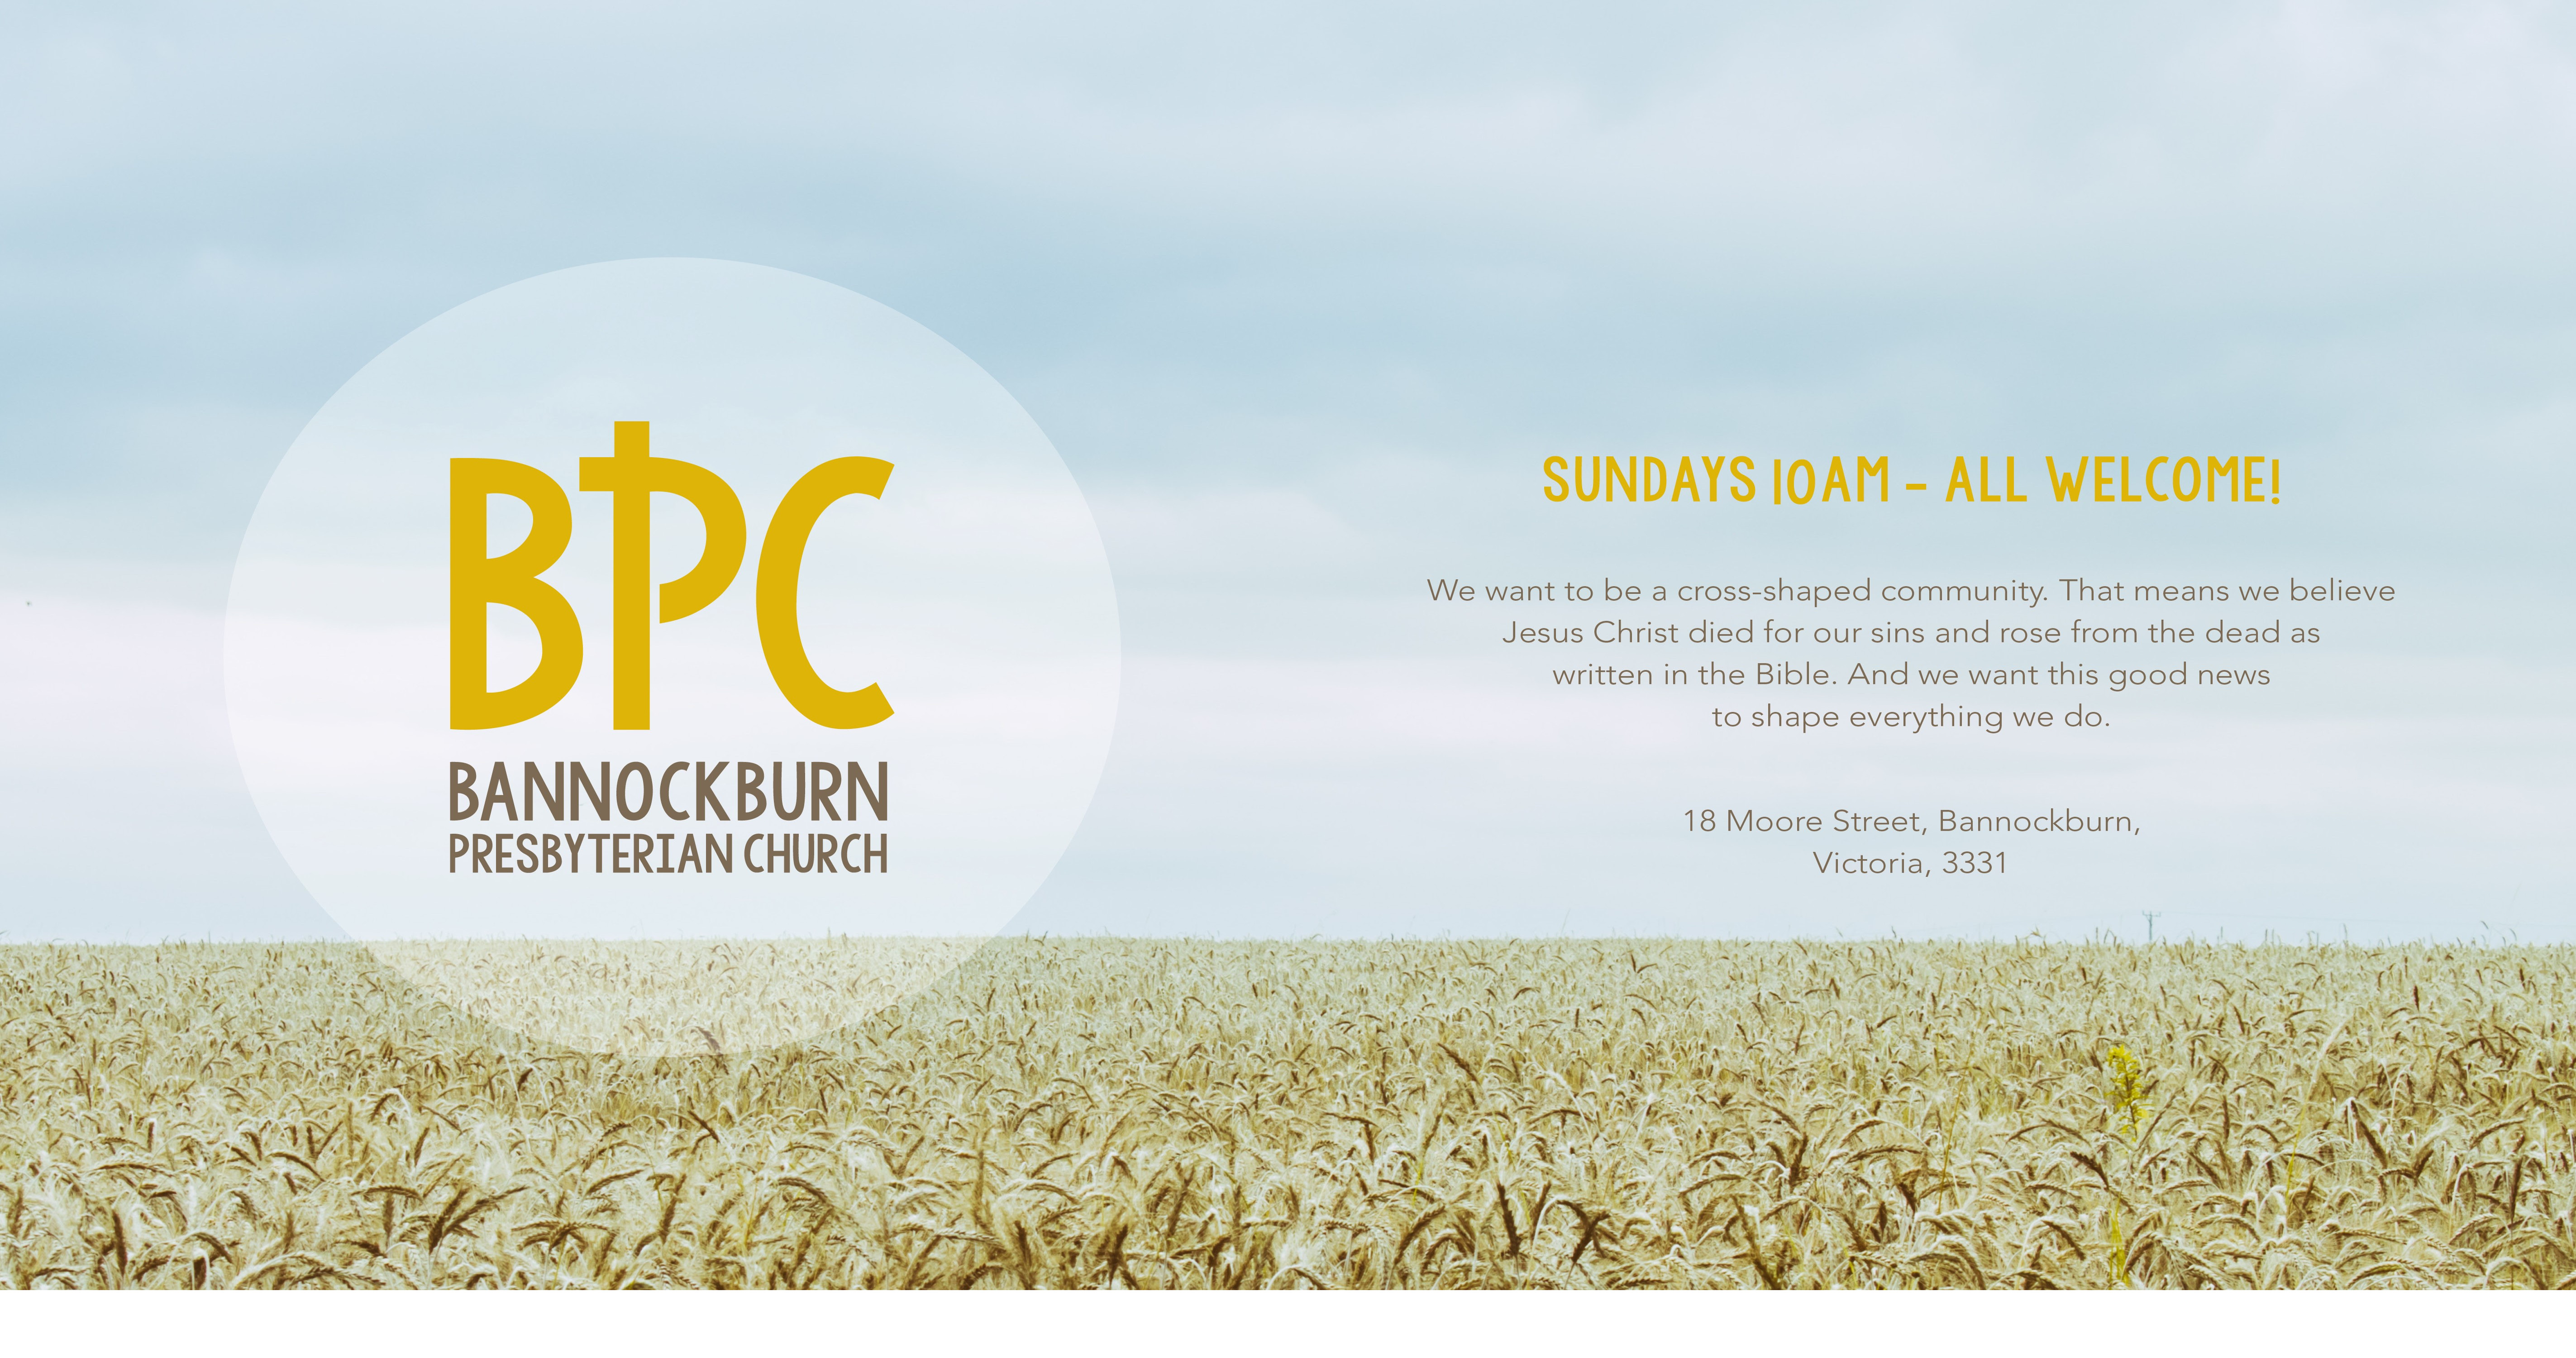 BPC
BANNOCKBURN
PRESBYTERIAN CHURCH
SUNDAYS 10AM - ALL WELCOME!
We want to be a cross-shaped community. That means we believe
Jesus Christ died for our sins and rose from the dead as
written in the Bible. And we want this good news
to shape everything we do.
18 Moore Street, Bannockburn,
Victoria, 3331